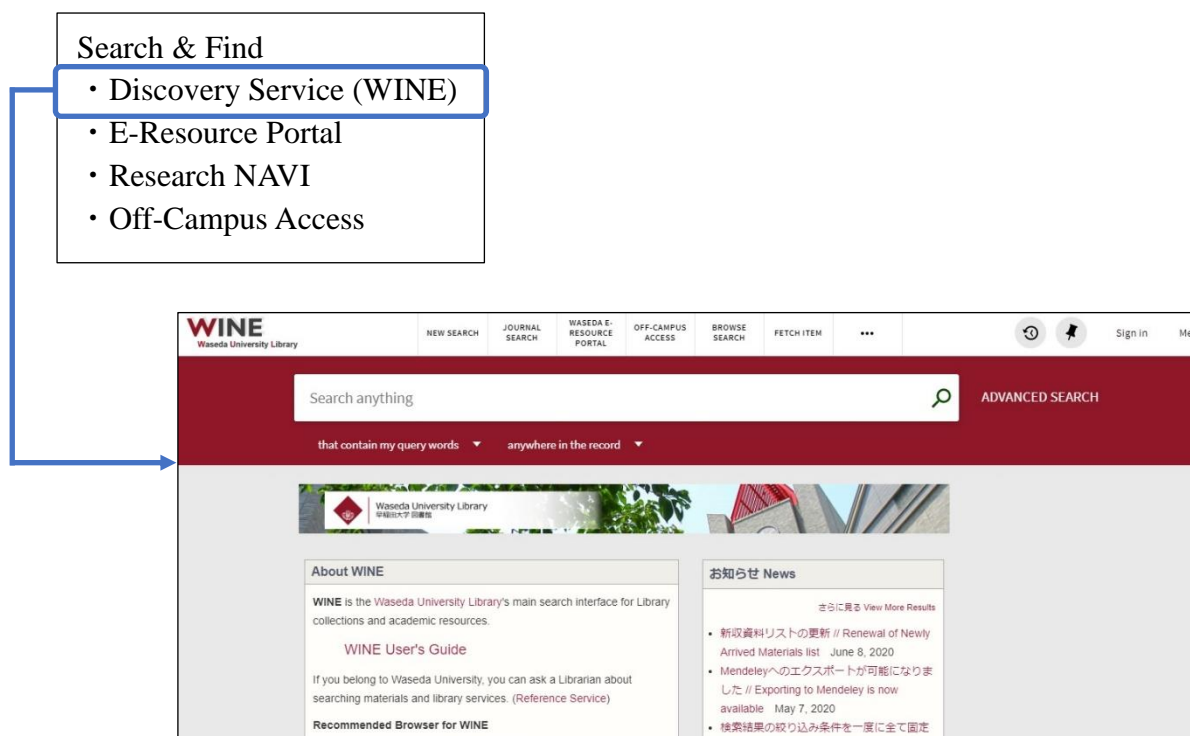 Search & Find
・Discovery Service (WINE)
・E-Resource Portal
・Research NAVI
・Off-Campus Access
WINE
Waseda University Library
NEW SEARCH
JOURNAL
SEARCH
WASEDA E-
RESOURCE
PORTAL
OFF-CAMPUS
ACCESS
BROWSE
SEARCH
FETCH ITEM
•••
Sign in
Me
Search anything
ADVANCED SEARCH
that contain my query words
anywhere in the record
Waseda University Library
早稲田大学 図書館
About WINE
WINE is the Waseda University Library's main search interface for Library
collections and academic resources.
WINE User's Guide
If you belong to Waseda University, you can ask a Librarian about
searching materials and library services. (Reference Service)
Recommended Browser for WINE
お知らせ News
さらに見る View More Results
• 新収資料リストの更新 // Renewal of Newly
Arrived Materials list June 8, 2020
• Mendeleyへのエクスポートが可能になりま
した // Exporting to Mendeley is now
available May 7, 2020
• 検索結果の絞り込み条件を一度に全て固定